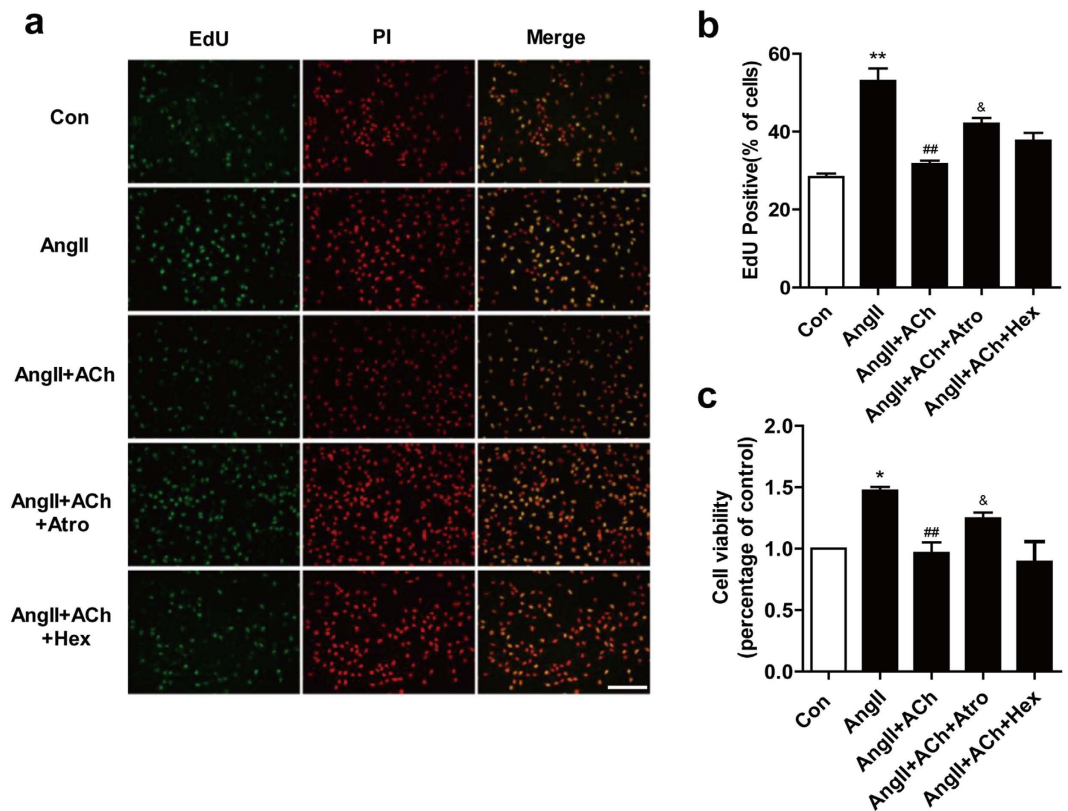 a
EdU PI Merge
Con
AngII
AngII+ACh
AngII+ACh
+Atro
AngII+ACh
+Hex
b
EdU Positive(% of cells)
60
40
20
0
**
##
&
Con
AngII
AngII+ACh
AngII+ACh+Atro
AngII+ACh+Hex
c
Cell viability
(percentage of control)
2.0
1.5
1.0
0.5
0.0
*
##
&
Con
AngII
AngII+ACh
AngII+ACh+Atro
AngII+ACh+Hex